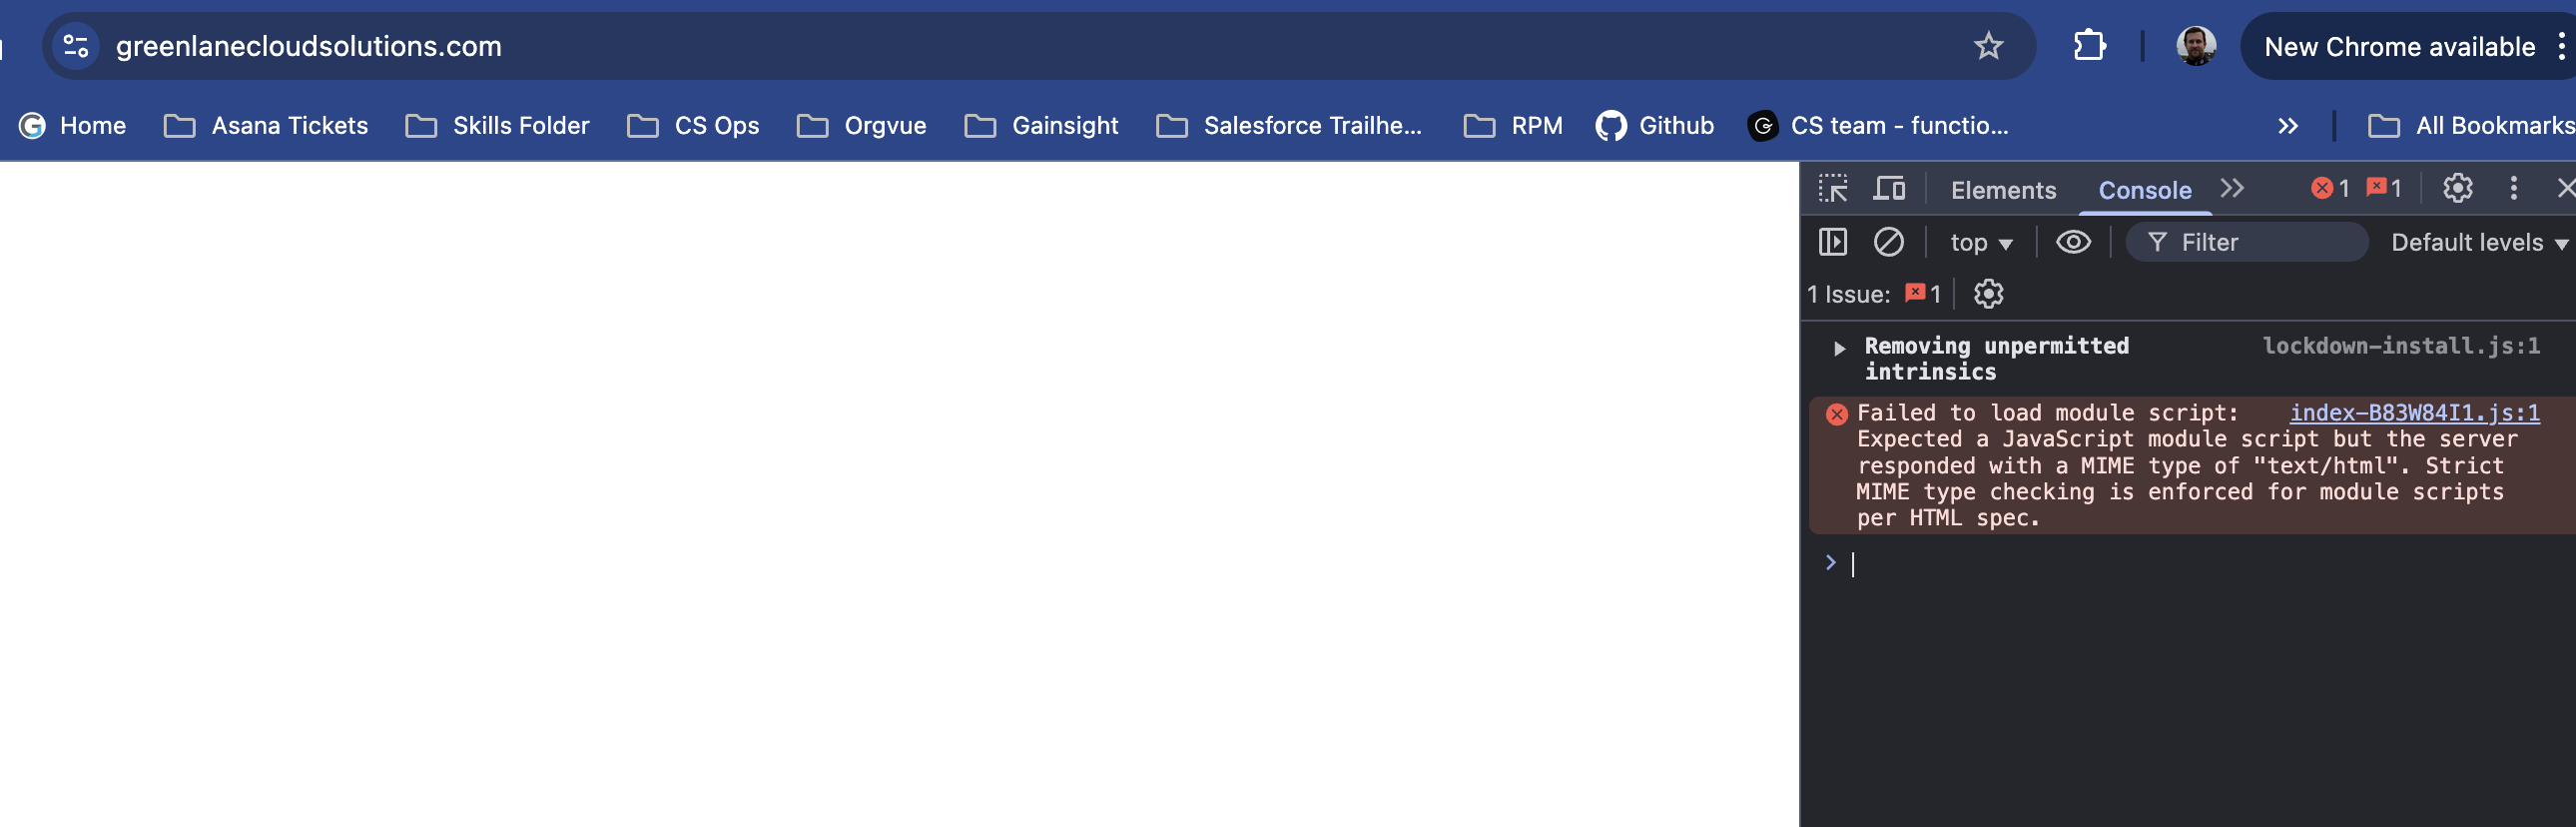 greenlanecloudsolutions.com
New Chrome available
Home
Asana Tickets
Skills Folder
CS Ops
Orgvue
Gainsight
Salesforce Trailhe...
RPM
Github
CS team - functio...
All Bookmarks
Elements
Console
1
1
top
Filter
Default levels
1 Issue:
1
Removing unpermitted
lockdown-install.js:1
intrinsics
Failed to load module script:
index-B83W84I1.js:1
Expected a JavaScript module script but the server
responded with a MIME type of "text/html". Strict
MIME type checking is enforced for module scripts
per HTML spec.